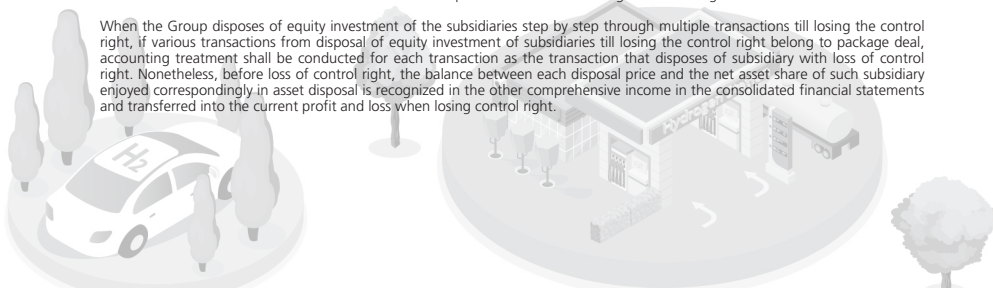 When the Group disposes of equity investment of the subsidiaries step by step through multiple transactions till losing the control
right, if various transactions from disposal of equity investment of subsidiaries till losing the control right belong to package deal,
accounting treatment shall be conducted for each transaction as the transaction that disposes of subsidiary with loss of control
right. Nonetheless, before loss of control right, the balance between each disposal price and the net asset share of such subsidiary
enjoyed correspondingly in asset disposal is recognized in the other comprehensive income in the consolidated financial statements
and transferred into the current profit and loss when losing control right.
H2